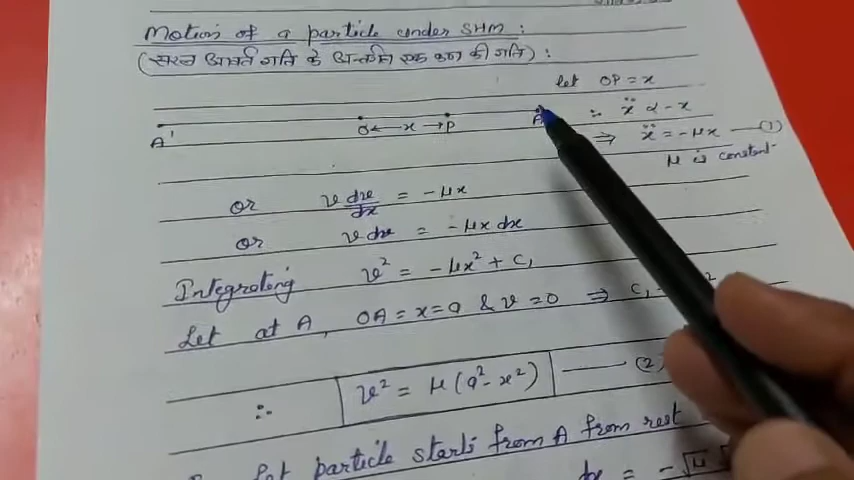 Motion of a particle under SHM :
(सरल आवर्त गति के अन्तर्गत एक कण की गति) :
let OP = x
A' O ← x → P A ∴ ẍ α - x
⇒ ẍ = - μx — (1)
μ is constant
or v dv/dx = - μx
or v dv = - μx dx
Integrating v² = - μx² + c₁
Let at A, OA = x = a & v = 0 ⇒ c₁
∴ v² = μ(a² - x²) — (2)
let particle starts from A from rest
dx = - √μ